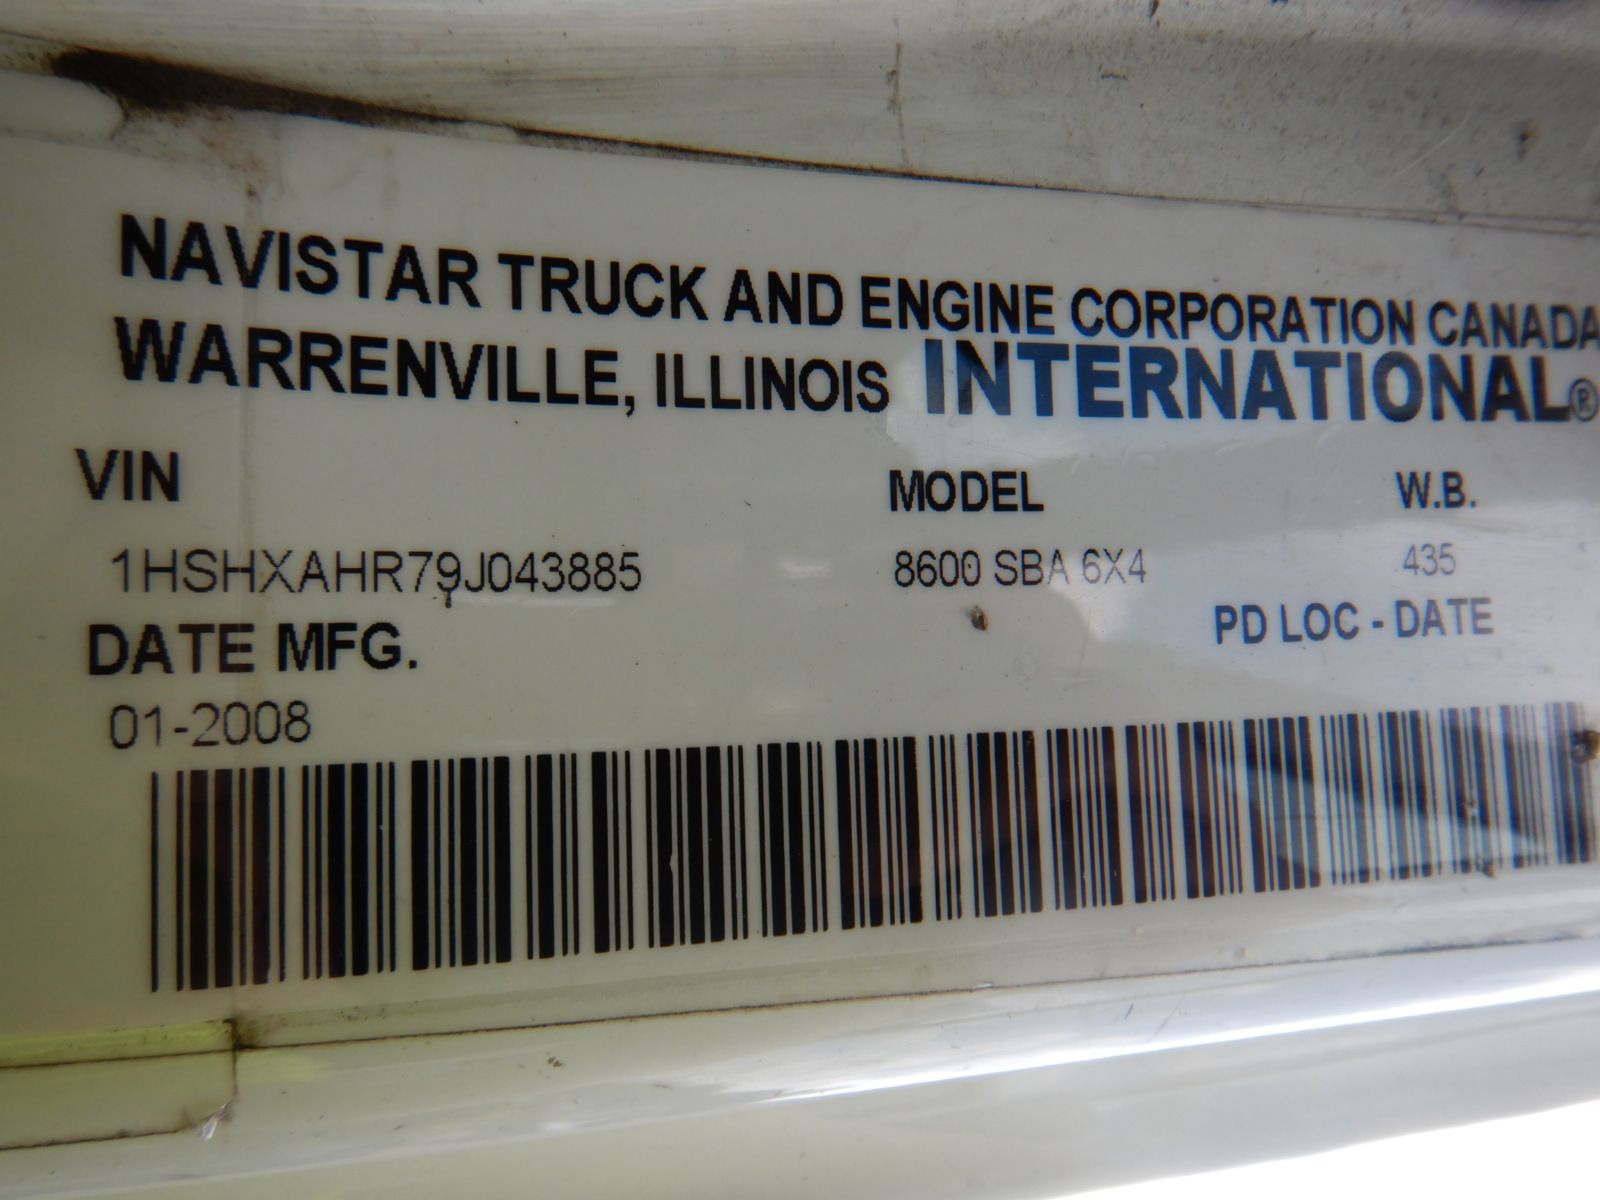 NAVISTAR TRUCK AND ENGINE CORPORATION CANADA
WARRENVILLE, ILLINOIS INTERNATIONAL®
VIN MODEL W.B.
1HSHXAHR79J043885 8600 SBA 6X4 435
DATE MFG. PD LOC - DATE
01-2008